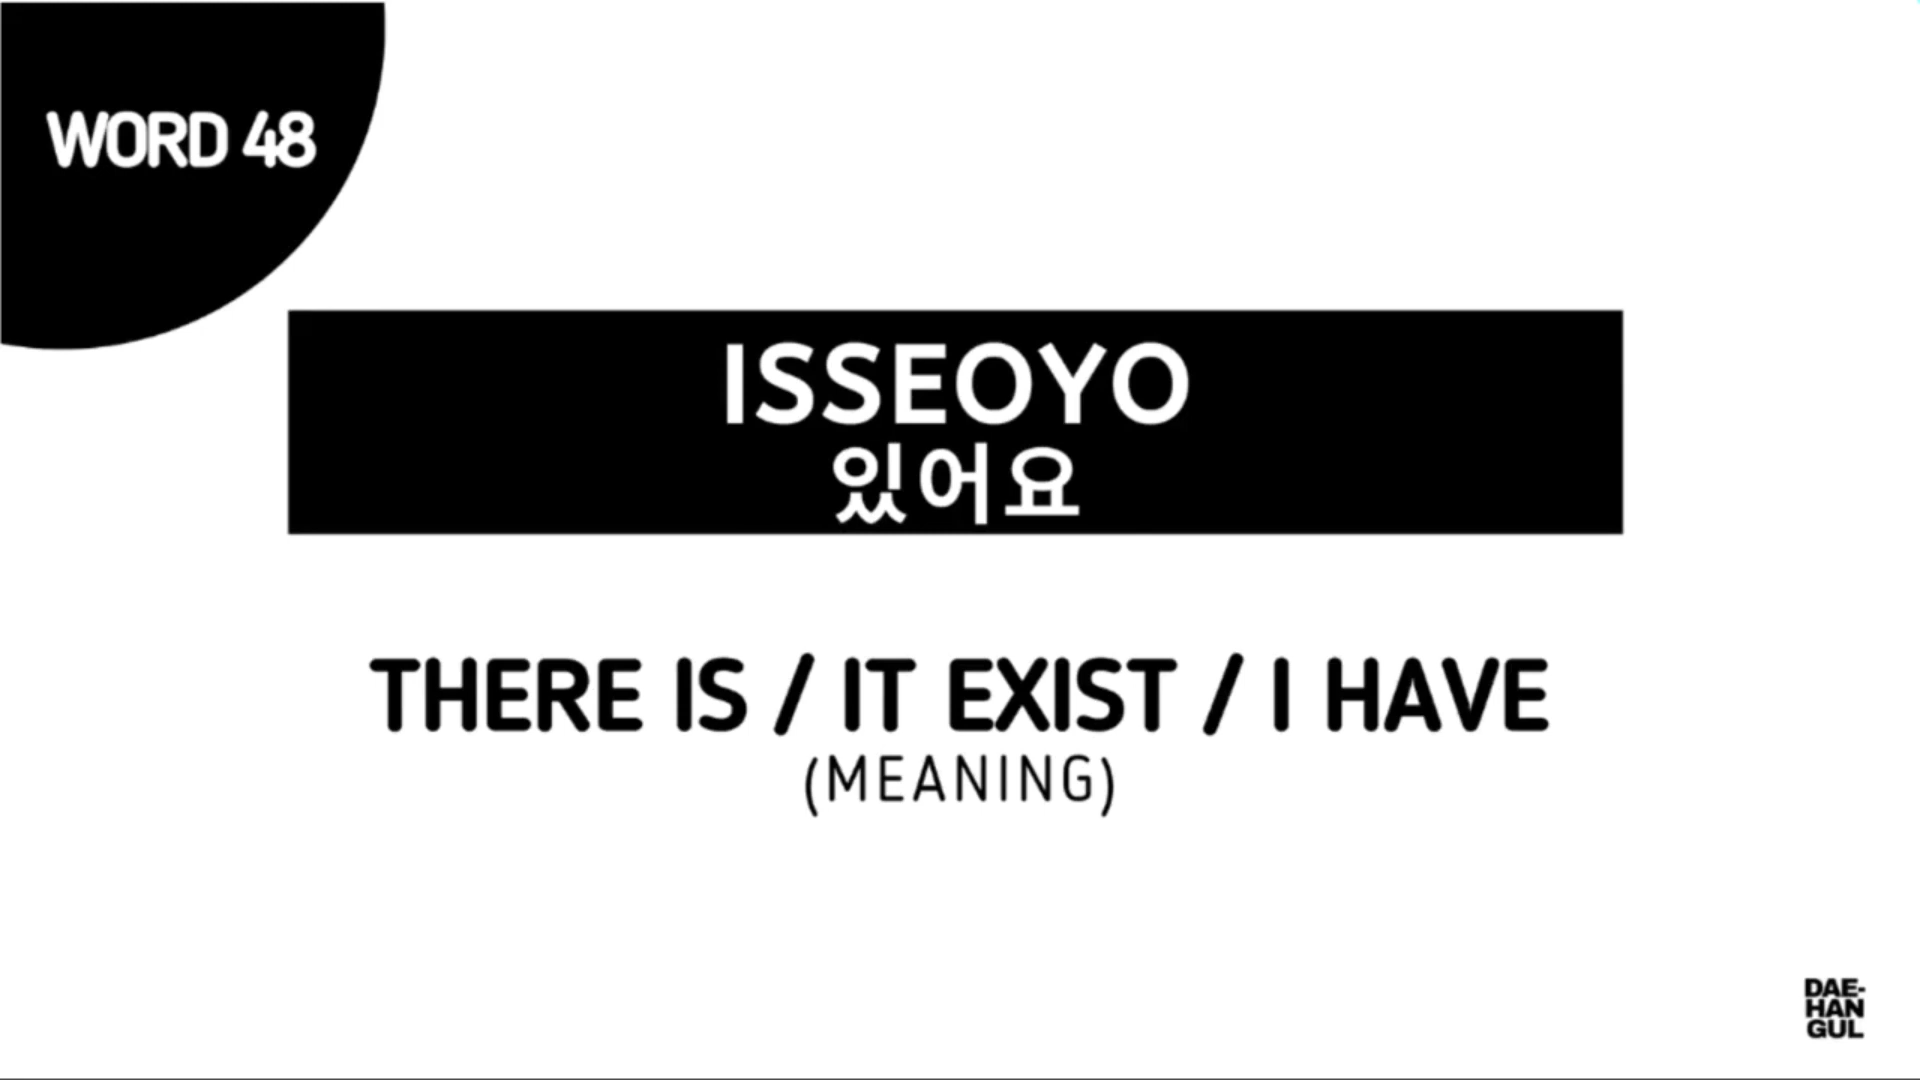 WORD 48
ISSEOYO
있어요
THERE IS / IT EXIST / I HAVE
(MEANING)
DAE-
HAN
GUL